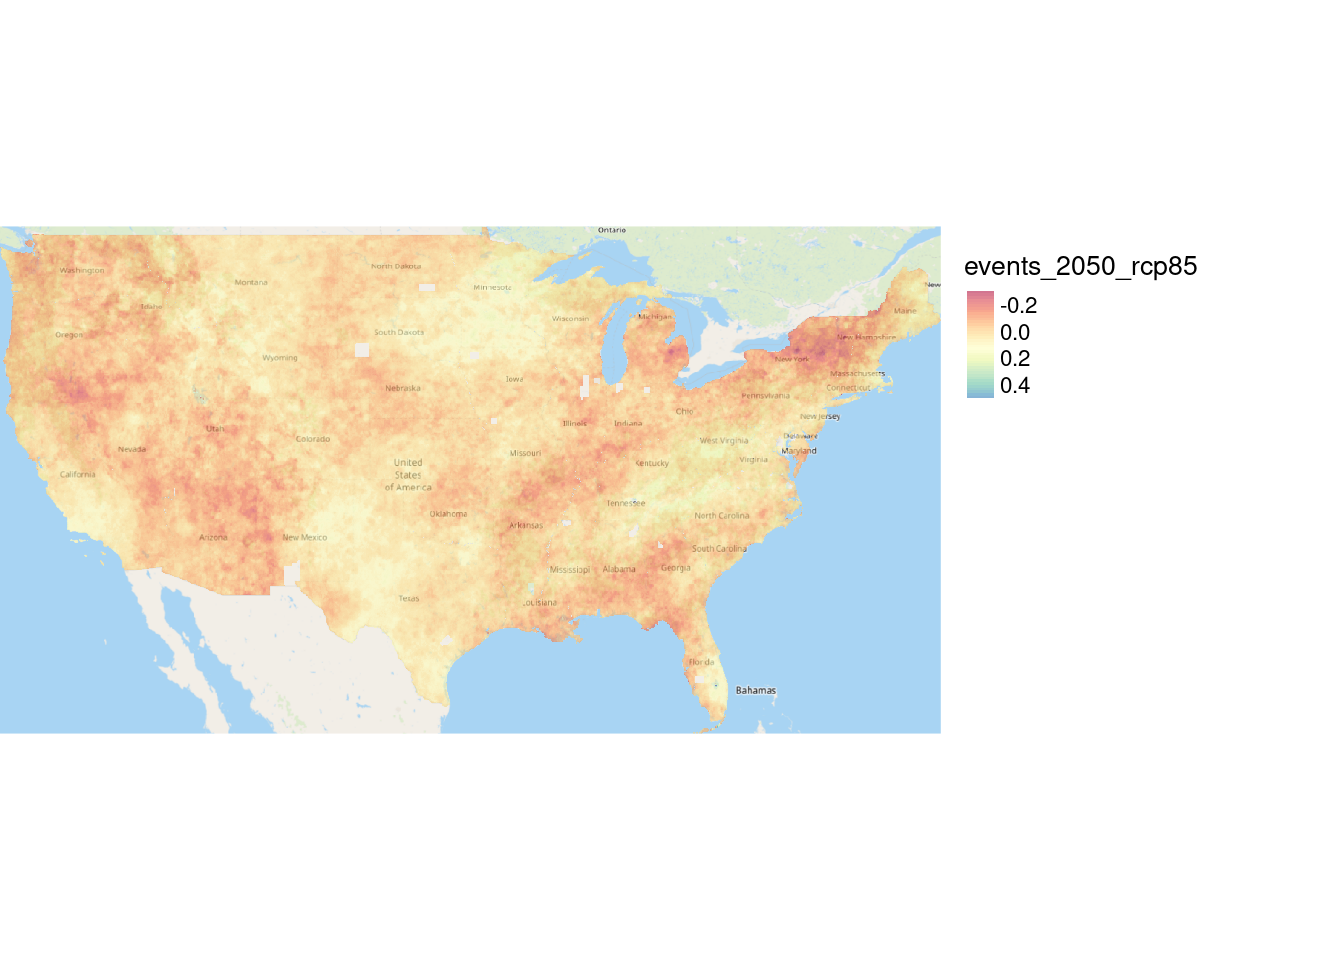 Ontario
Washington
North Dakota
Montana
Minnesota
New
Idaho
Maine
Oregon
South Dakota
Wisconsin
Michigan
New Hampshire
Wyoming
New York
Massachusetts
Nebraska
Iowa
Connecticut
Pennsylvania
Ohio
New Jersey
Utah
Illinois
Indiana
Colorado
West Virginia
Delaware
Nevada
Missouri
Maryland
California
United
States
of America
Kentucky
Virginia
Tennessee
Oklahoma
North Carolina
Arkansas
Arizona
New Mexico
South Carolina
Mississippi
Alabama
Georgia
Texas
ouisiana
Florida
Bahamas
events_2050_rcp85
-0.2
0.0
0.2
0.4